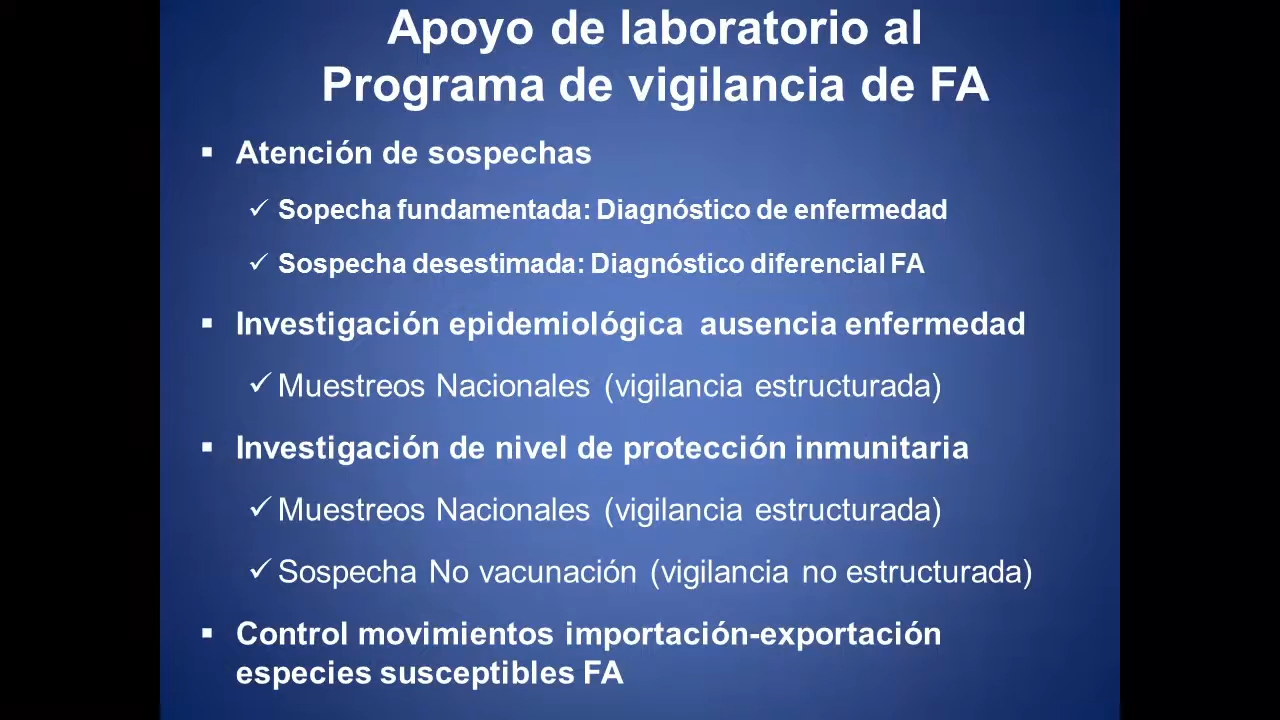 Apoyo de laboratorio al
Programa de vigilancia de FA
▪ Atención de sospechas
✓ Sopecha fundamentada: Diagnóstico de enfermedad
✓ Sospecha desestimada: Diagnóstico diferencial FA
▪ Investigación epidemiológica ausencia enfermedad
✓ Muestreos Nacionales (vigilancia estructurada)
▪ Investigación de nivel de protección inmunitaria
✓ Muestreos Nacionales (vigilancia estructurada)
✓ Sospecha No vacunación (vigilancia no estructurada)
▪ Control movimientos importación-exportación
especies susceptibles FA